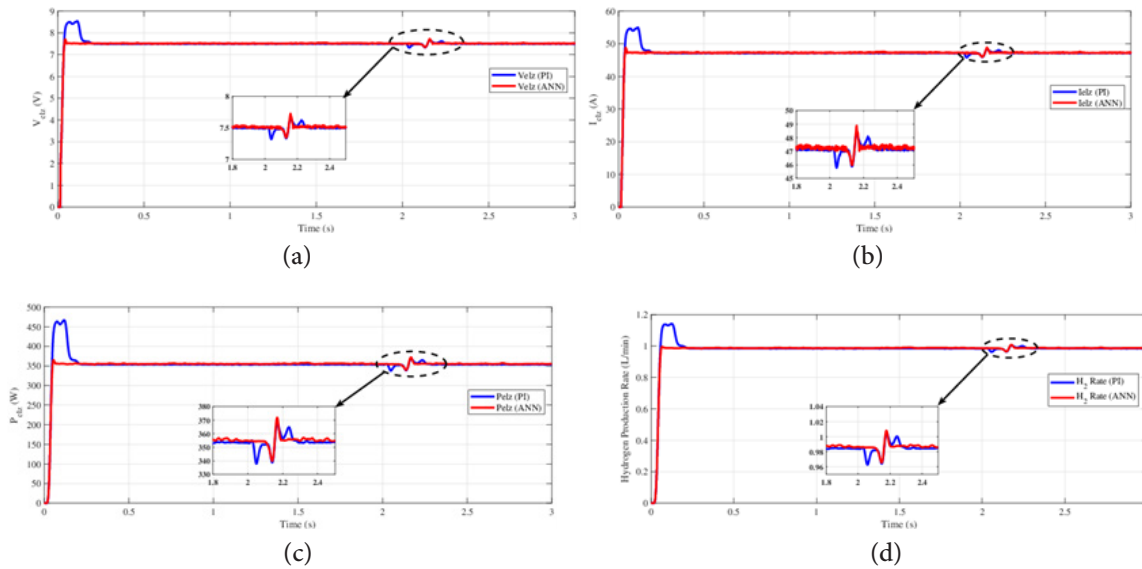 9
8
7
6
5
4
3
2
1
0
V_elz (V)
Velz (PI)
Velz (ANN)
8
7.5
7
1.8 2 2.2 2.4
0 0.5 1 1.5 2 2.5 3
Time (s)
(a)
60
50
40
30
20
10
0
I_elz (A)
Ielz (PI)
Ielz (ANN)
50
49
48
47
46
45
1.8 2 2.2 2.4
0 0.5 1 1.5 2 2.5 3
Time (s)
(b)
500
450
400
350
300
250
200
150
100
50
0
P_elz (W)
Pelz (PI)
Pelz (ANN)
380
360
350
340
330
1.8 2 2.2 2.4
0 0.5 1 1.5 2 2.5 3
Time (s)
(c)
1.4
1.2
1
0.8
0.6
0.4
0.2
0
Hydrogen Production Rate (L/min)
H2 Rate (PI)
H2 Rate (ANN)
1.04
1.02
1
0.98
0.96
1.8 2 2.2 2.4
0 0.5 1 1.5 2 2.5 3
Time (s)
(d)